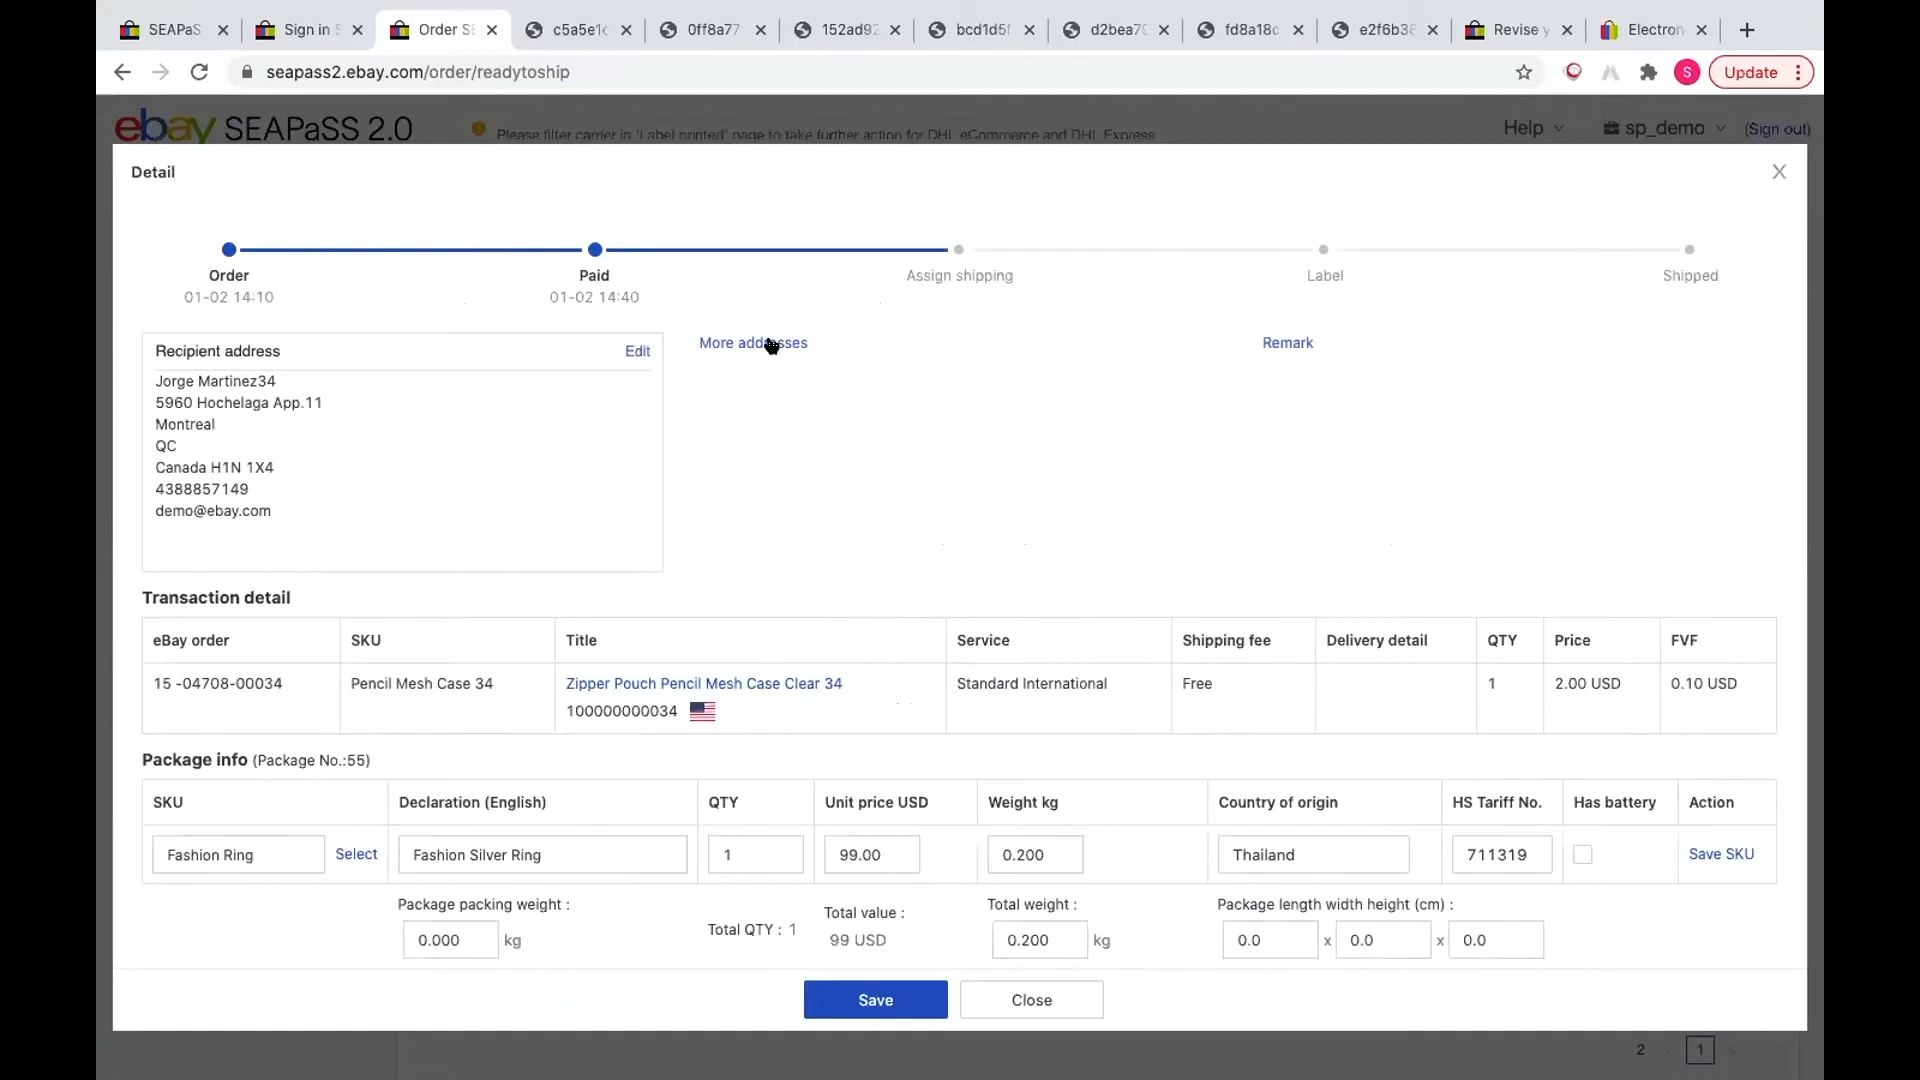 SEAPaS
Sign in S
Order SE
c5a5e1c
0ff8a77
152ad92
bcd1d5f
d2bea79
fd8a18c
e2f6b38
Revise y
Electron
seapass2.ebay.com/order/readytoship
S
Update
ebay SEAPaSS 2.0
Please filter carrier in 'Label printed' page to take further action for DHL eCommerce and DHL Express
Help
sp_demo
(Sign out)
Detail
X
Order
Paid
Assign shipping
Label
Shipped
01-02 14:10
01-02 14:40
Recipient address
Edit
More addresses
Remark
Jorge Martinez34
5960 Hochelaga App.11
Montreal
QC
Canada H1N 1X4
4388857149
demo@ebay.com
Transaction detail
eBay order
SKU
Title
Service
Shipping fee
Delivery detail
QTY
Price
FVF
15 -04708-00034
Pencil Mesh Case 34
Zipper Pouch Pencil Mesh Case Clear 34
Standard International
Free
1
2.00 USD
0.10 USD
100000000034
Package info (Package No.:55)
SKU
Declaration (English)
QTY
Unit price USD
Weight kg
Country of origin
HS Tariff No.
Has battery
Action
Fashion Ring
Select
Fashion Silver Ring
1
99.00
0.200
Thailand
711319
Save SKU
Package packing weight :
0.000 kg
Total QTY : 1
Total value :
99 USD
Total weight :
0.200 kg
Package length width height (cm) :
0.0 x 0.0 x 0.0
Save
Close
2 < 1 >